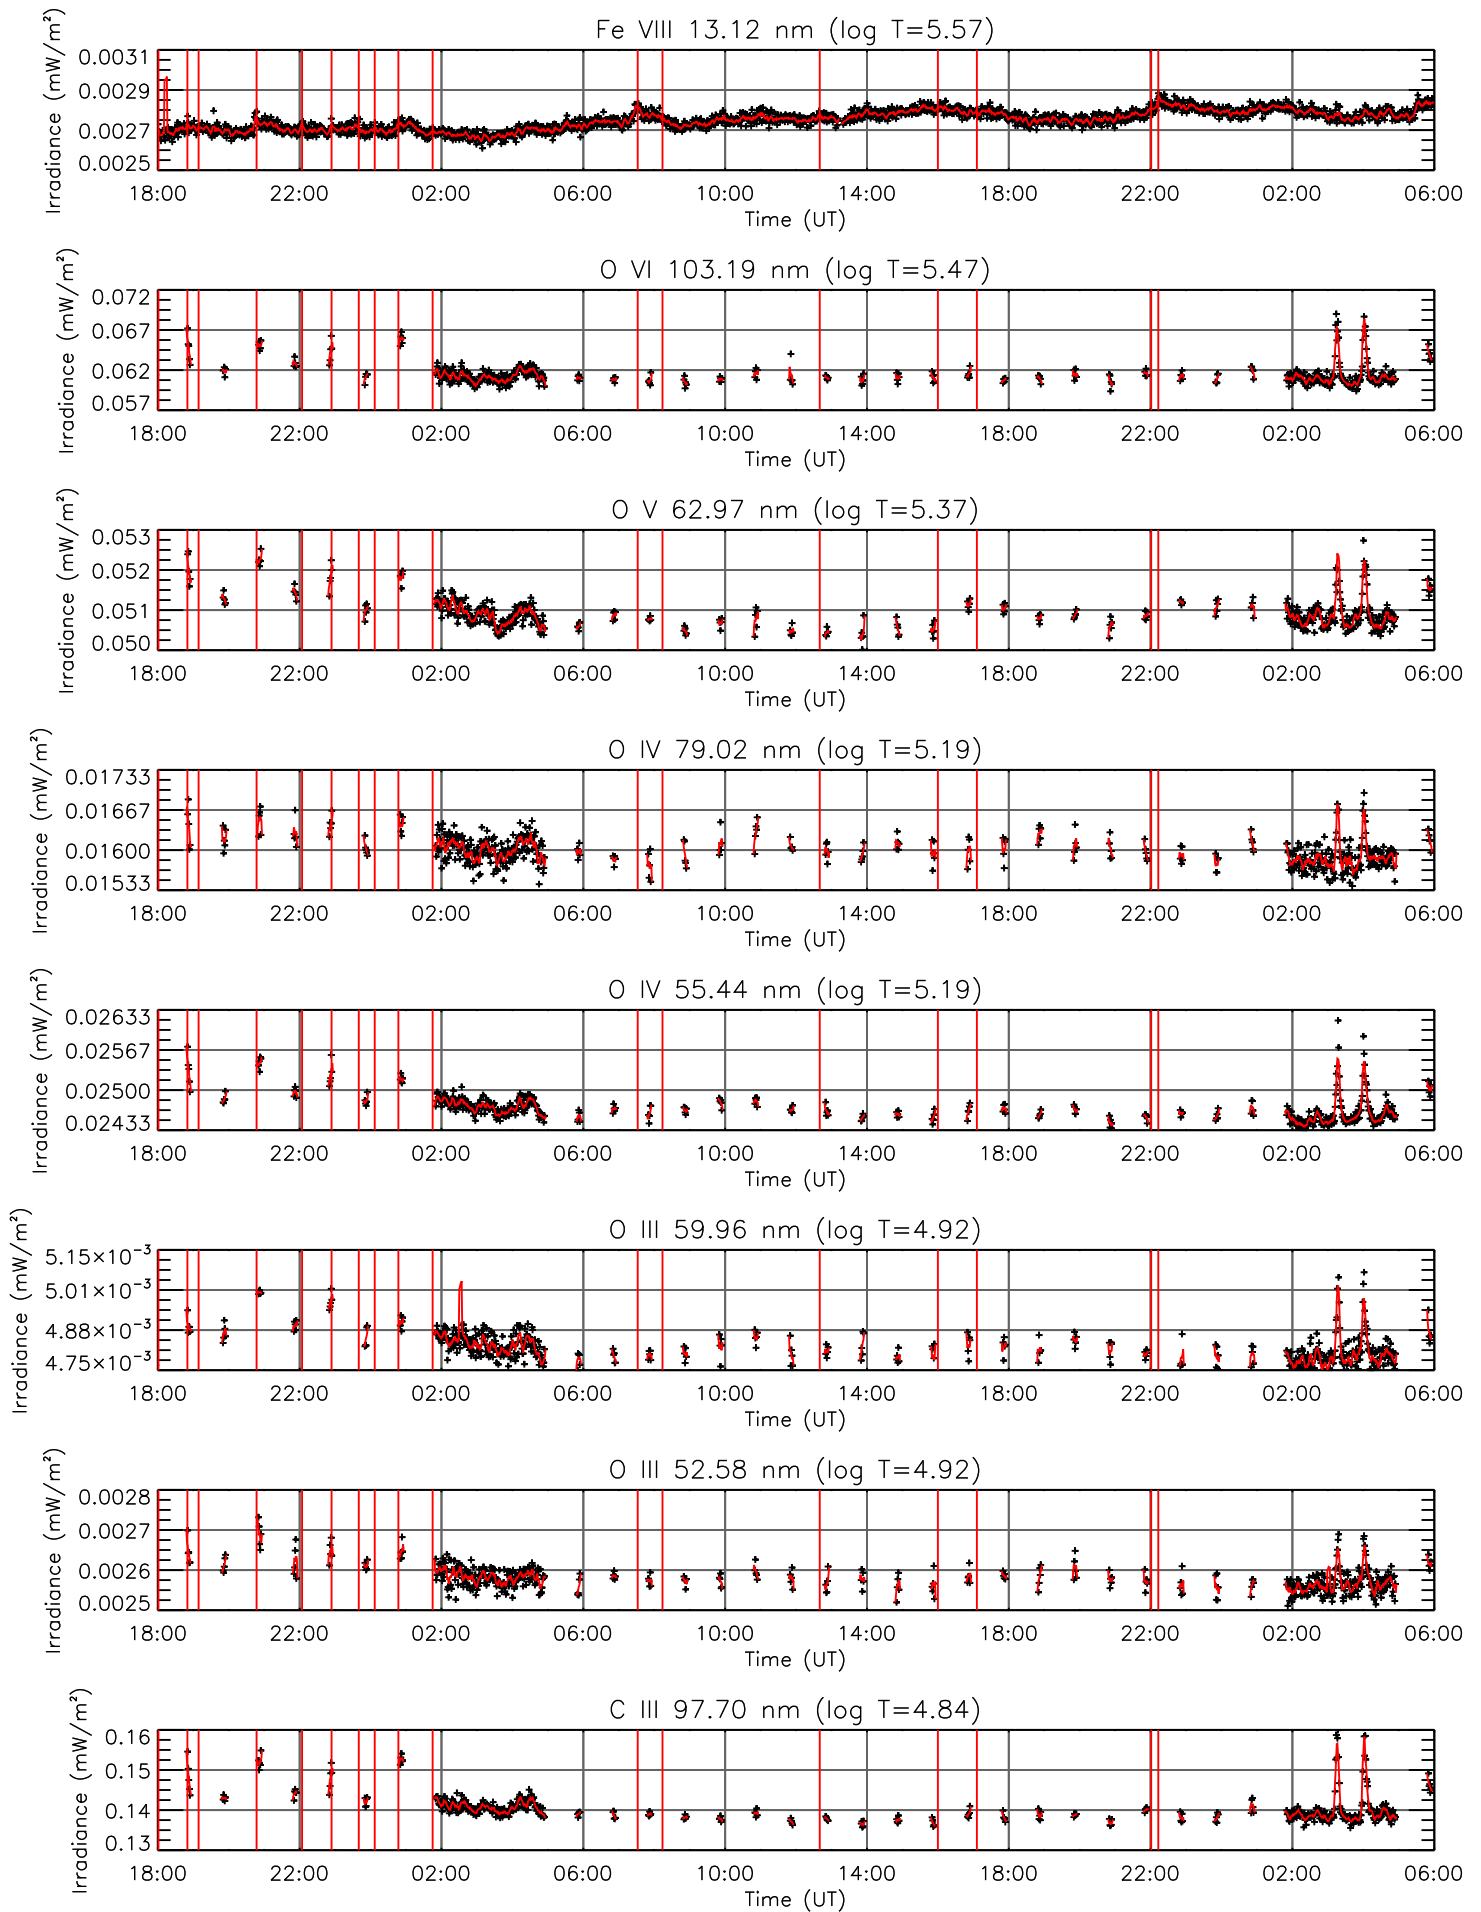 Fe VIII 13.12 nm (log T=5.57)
Irradiance (mW/m²)
0.0031
0.0029
0.0027
0.0025
18:00 22:00 02:00 06:00 10:00 14:00 18:00 22:00 02:00 06:00
Time (UT)
O VI 103.19 nm (log T=5.47)
Irradiance (mW/m²)
0.072
0.067
0.062
0.057
18:00 22:00 02:00 06:00 10:00 14:00 18:00 22:00 02:00 06:00
Time (UT)
O V 62.97 nm (log T=5.37)
Irradiance (mW/m²)
0.053
0.052
0.051
0.050
18:00 22:00 02:00 06:00 10:00 14:00 18:00 22:00 02:00 06:00
Time (UT)
O IV 79.02 nm (log T=5.19)
Irradiance (mW/m²)
0.01733
0.01667
0.01600
0.01533
18:00 22:00 02:00 06:00 10:00 14:00 18:00 22:00 02:00 06:00
Time (UT)
O IV 55.44 nm (log T=5.19)
Irradiance (mW/m²)
0.02633
0.02567
0.02500
0.02433
18:00 22:00 02:00 06:00 10:00 14:00 18:00 22:00 02:00 06:00
Time (UT)
O III 59.96 nm (log T=4.92)
Irradiance (mW/m²)
5.15×10⁻³
5.01×10⁻³
4.88×10⁻³
4.75×10⁻³
18:00 22:00 02:00 06:00 10:00 14:00 18:00 22:00 02:00 06:00
Time (UT)
O III 52.58 nm (log T=4.92)
Irradiance (mW/m²)
0.0028
0.0027
0.0026
0.0025
18:00 22:00 02:00 06:00 10:00 14:00 18:00 22:00 02:00 06:00
Time (UT)
C III 97.70 nm (log T=4.84)
Irradiance (mW/m²)
0.16
0.15
0.14
0.13
18:00 22:00 02:00 06:00 10:00 14:00 18:00 22:00 02:00 06:00
Time (UT)